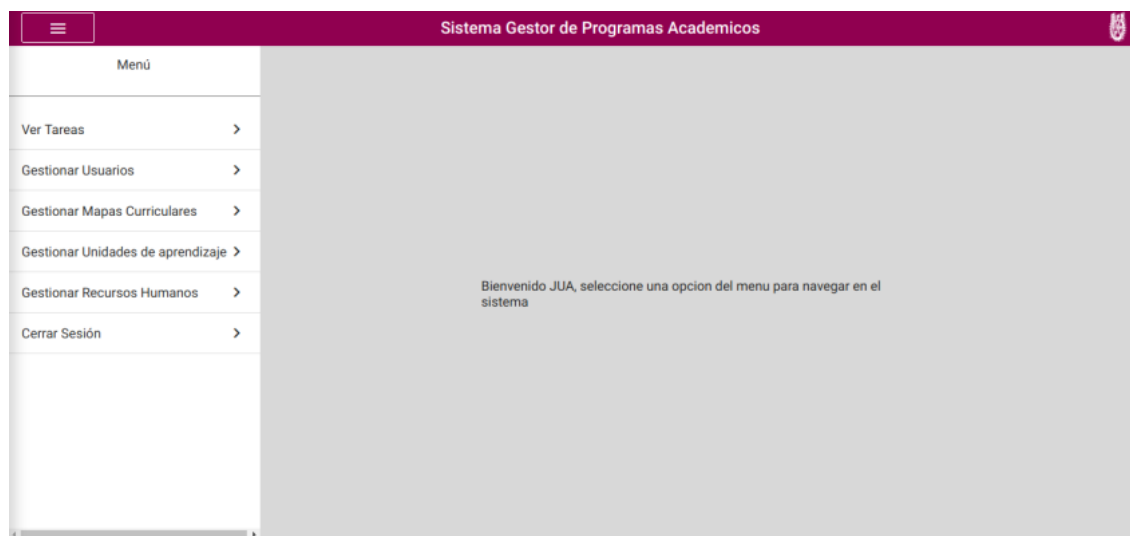 Sistema Gestor de Programas Academicos
Menú
Ver Tareas
Gestionar Usuarios
Gestionar Mapas Curriculares
Gestionar Unidades de aprendizaje
Gestionar Recursos Humanos
Cerrar Sesión
Bienvenido JUA, seleccione una opcion del menu para navegar en el
sistema